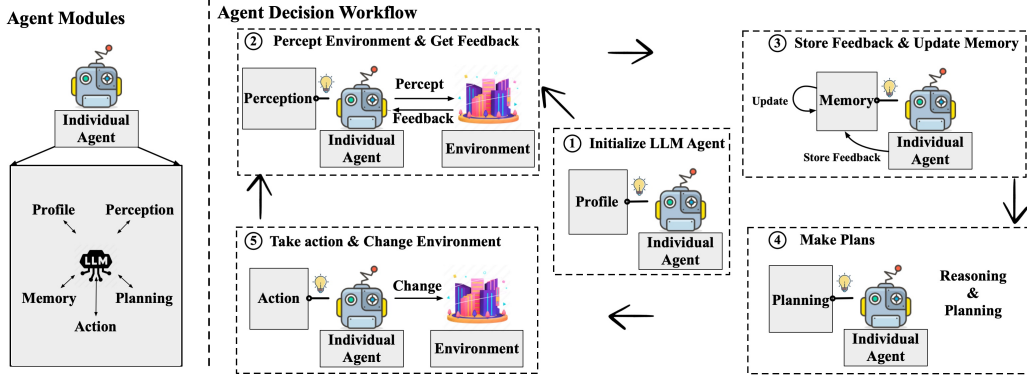 Agent Modules
Individual
Agent
Profile
Perception
LLM
Memory
Planning
Action
Agent Decision Workflow
② Percept Environment & Get Feedback
Perception
Percept
Feedback
Individual
Agent
Environment
① Initialize LLM Agent
Profile
Individual
Agent
③ Store Feedback & Update Memory
Update
Memory
Store Feedback
Individual
Agent
④ Make Plans
Planning
Reasoning
&
Planning
Individual
Agent
⑤ Take action & Change Environment
Action
Change
Individual
Agent
Environment